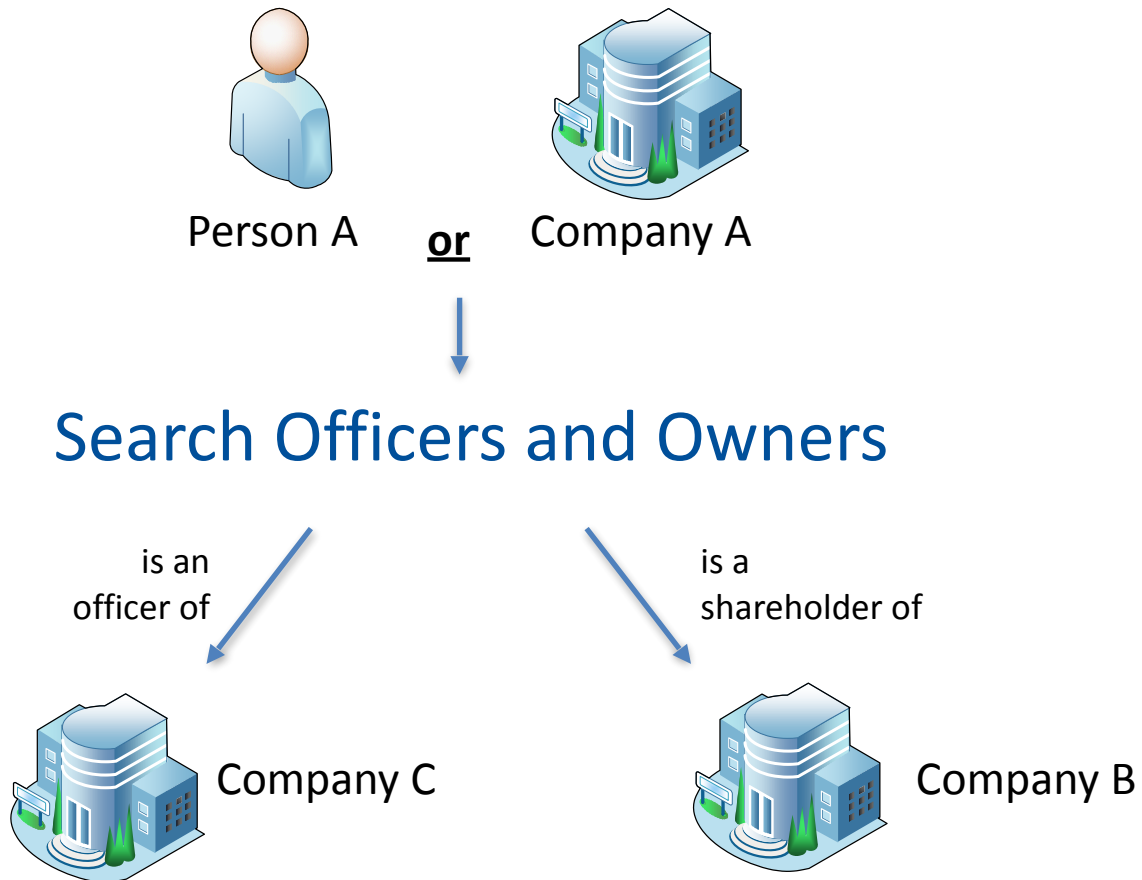 Person A or Company A
Search Officers and Owners
is an
officer of
is a
shareholder of
Company C
Company B